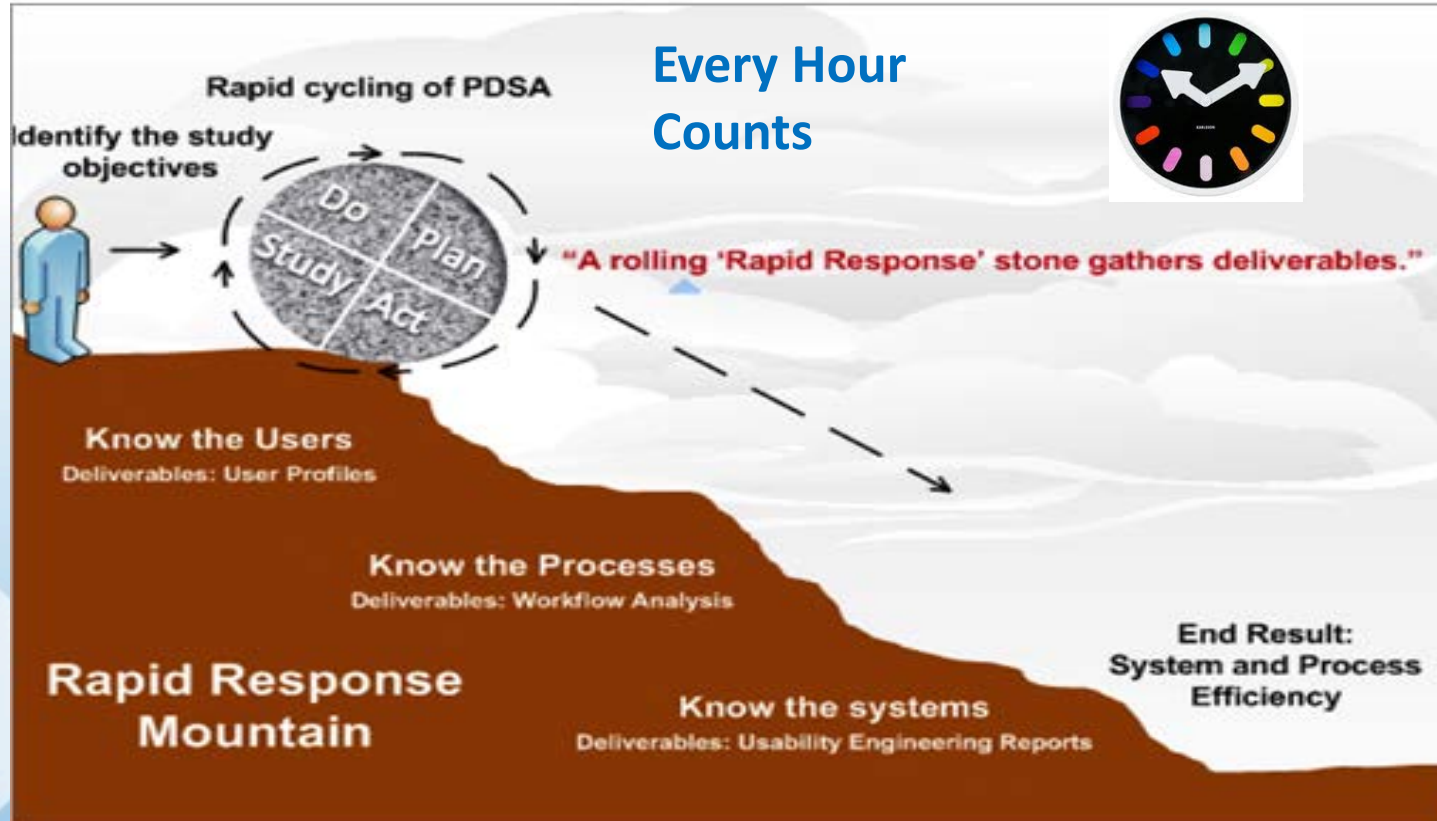 Every Hour
Counts
Rapid cycling of PDSA
Identify the study
objectives
Do
Plan
Study
Act
“A rolling ‘Rapid Response’ stone gathers deliverables.”
Know the Users
Deliverables: User Profiles
Know the Processes
Deliverables: Workflow Analysis
Rapid Response
Mountain
Know the systems
Deliverables: Usability Engineering Reports
End Result:
System and Process
Efficiency